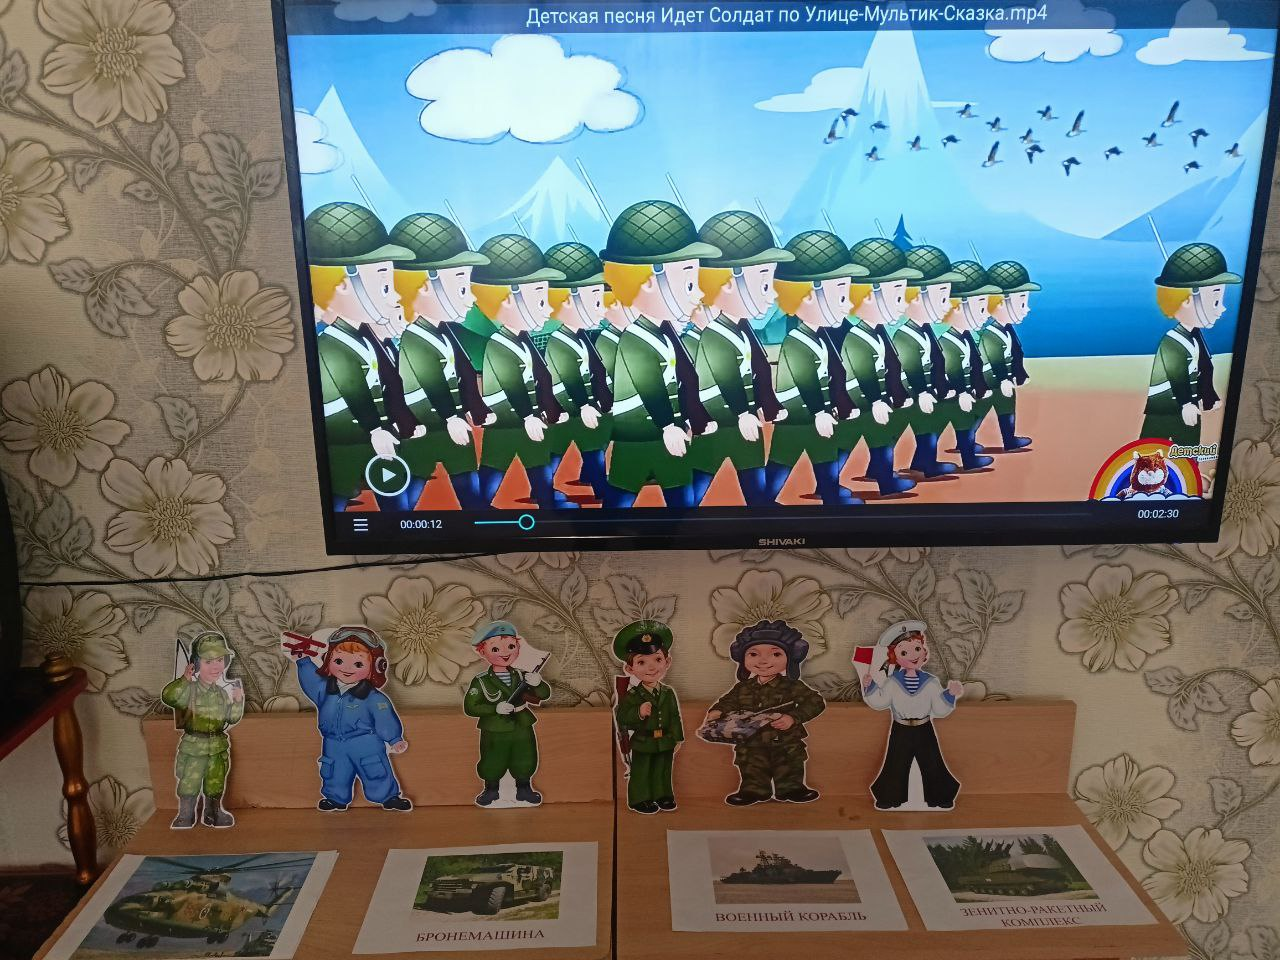 Детская песня Идет Солдат по Улице-Мультик-Сказка.mp4
Детский
00:00:12
00:02:30
SHIVAKI
БРОНЕМАШИНА
ВОЕННЫЙ КОРАБЛЬ
ЗЕНИТНО-РАКЕТНЫЙ
КОМПЛЕКС